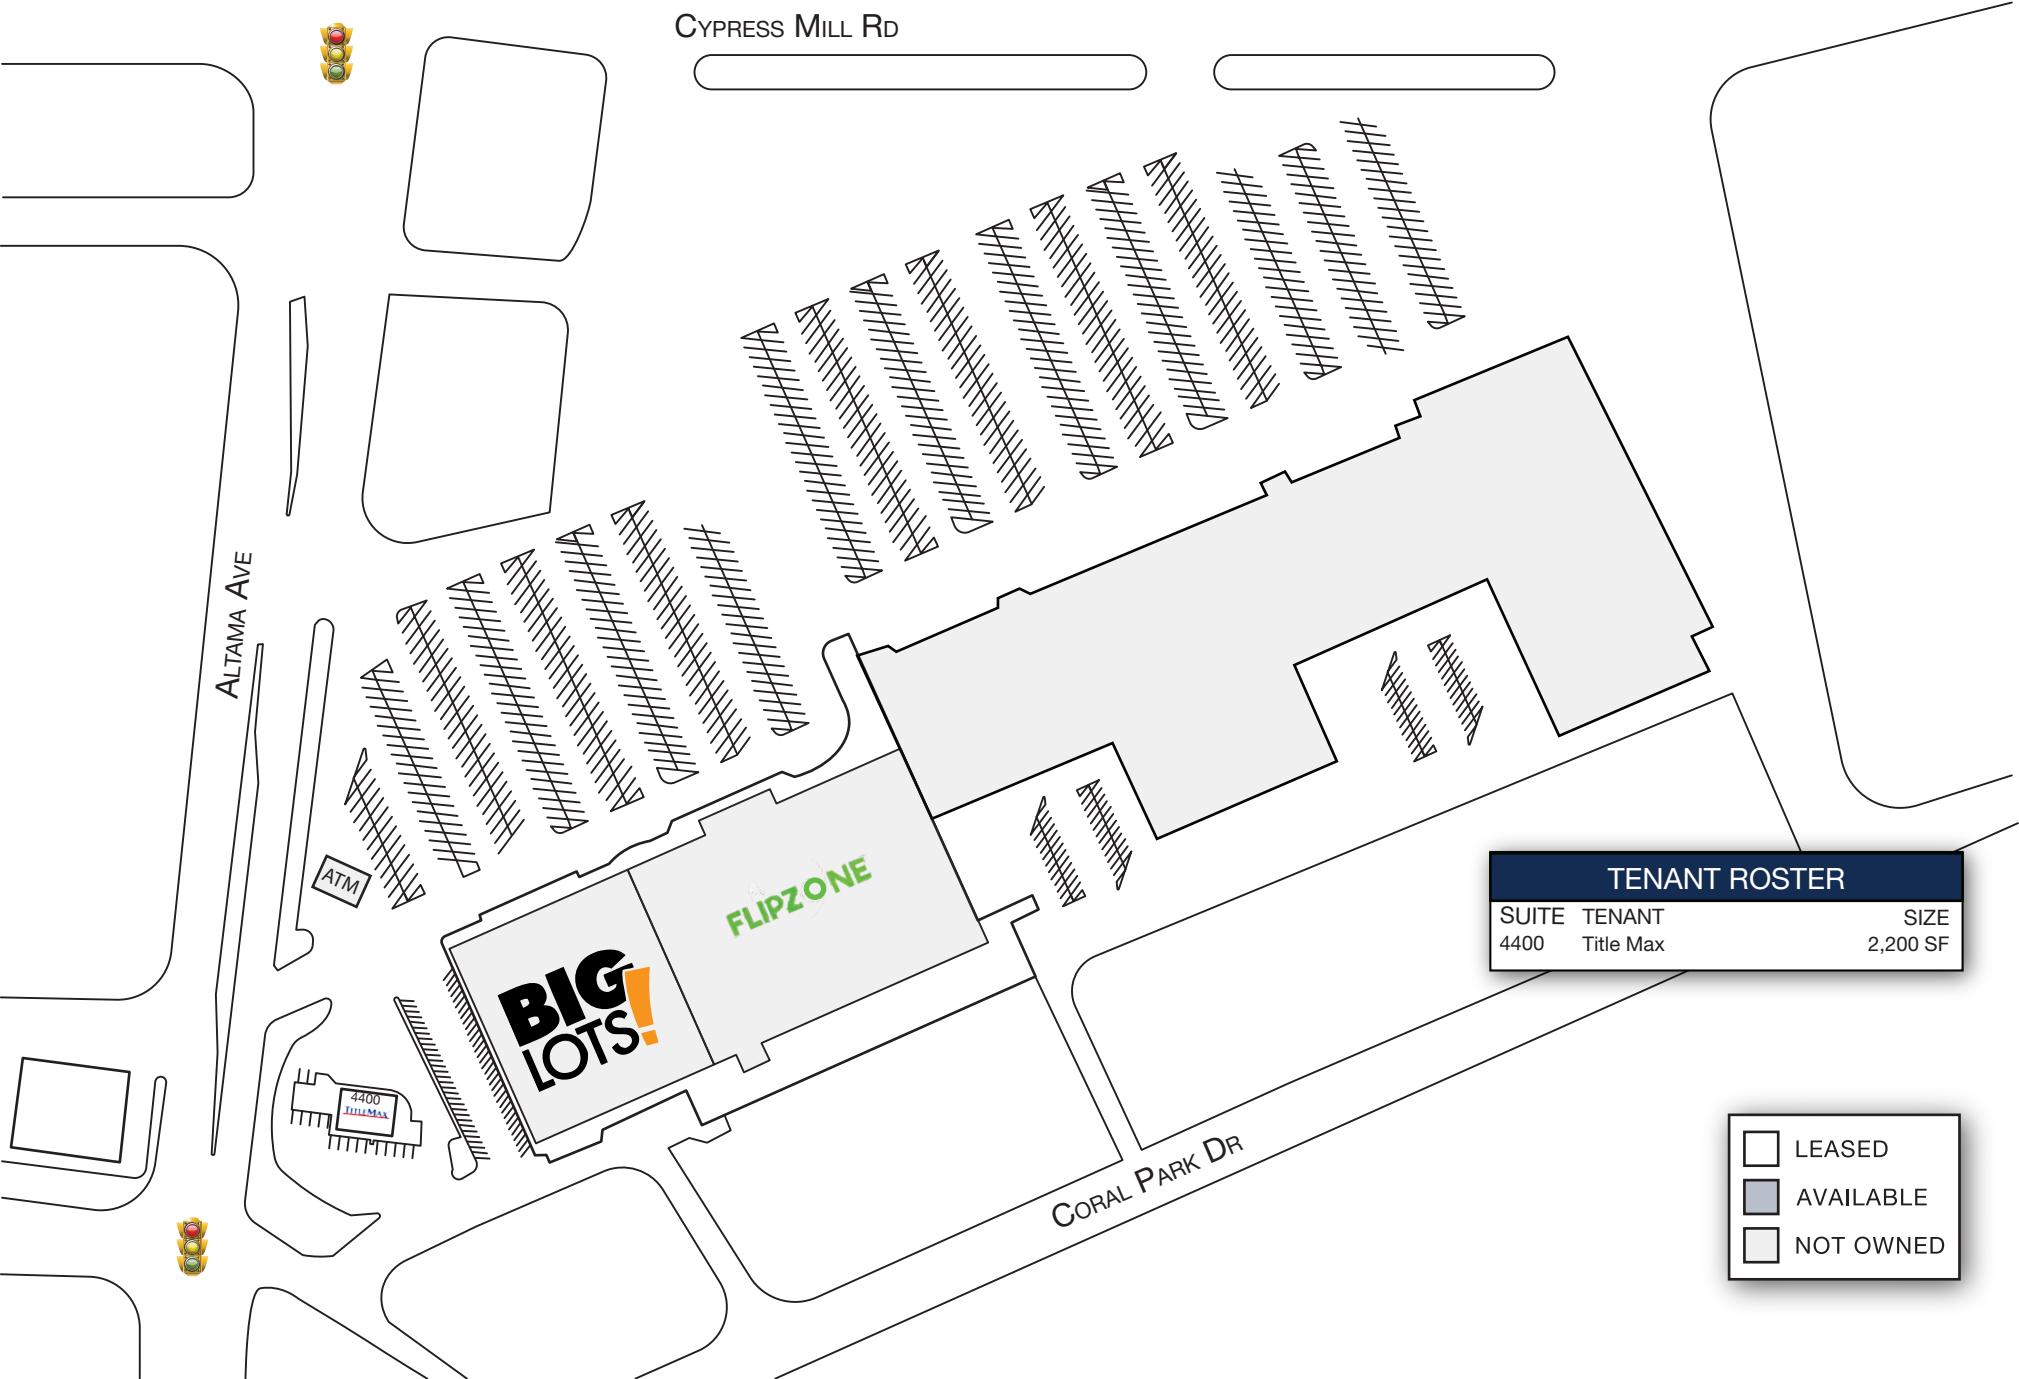 CYPRESS MILL RD
ALTAMA AVE
ATM
FLIPZONE
BIG
LOTS!
TENANT ROSTER
SUITE TENANT SIZE
4400 Title Max 2,200 SF
4400
TITLEMAX
CORAL PARK DR
LEASED
AVAILABLE
NOT OWNED